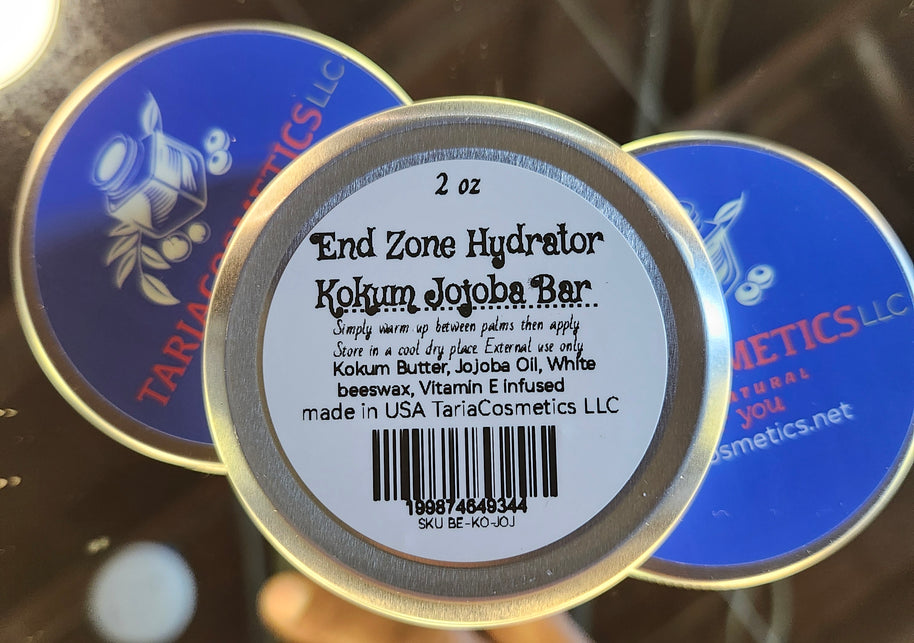 TARIACOSMETICS LLC
2 oz
End Zone Hydrator
Kokum Jojoba Bar
Simply warm up between palms then apply
Store in a cool dry place External use only
Kokum Butter, Jojoba Oil, White
beeswax, Vitamin E infused
made in USA TariaCosmetics LLC
199874649344
SKU BE-KO-JOJ
METICS LLC
TURAL
you
osmetics.net